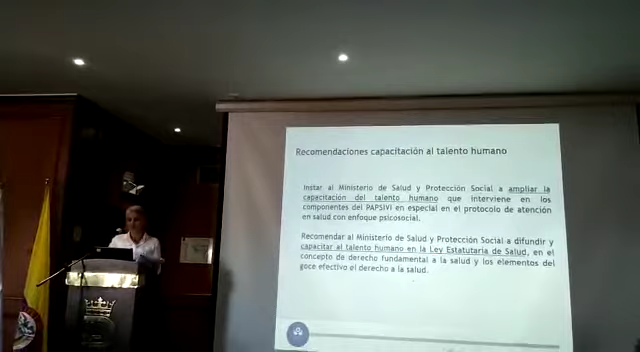 Recomendaciones capacitación al talento humano
Instar al Ministerio de Salud y Protección Social a ampliar la
capacitación del talento humano que interviene en los
componentes del PAPSIVI en especial en el protocolo de atención
en salud con enfoque psicosocial.
Recomendar al Ministerio de Salud y Protección Social a difundir y
capacitar al talento humano en la Ley Estatutaria de Salud, en el
concepto de derecho fundamental a la salud y los elementos del
goce efectivo el derecho a la salud.